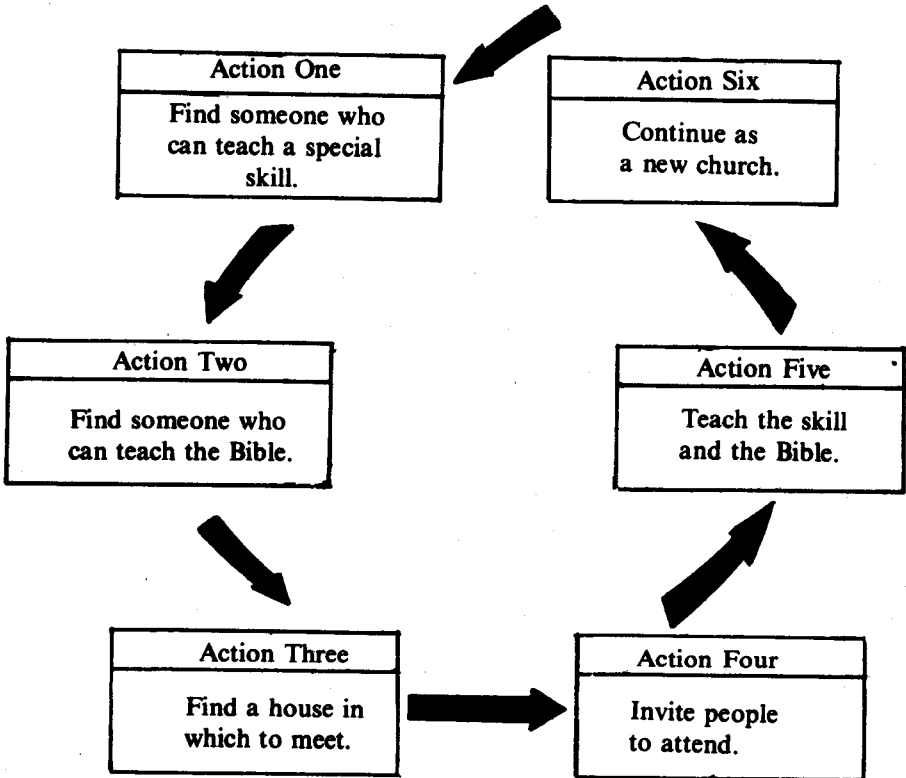 Action One
Find someone who
can teach a special
skill.
Action Two
Find someone who
can teach the Bible.
Action Three
Find a house in
which to meet.
Action Four
Invite people
to attend.
Action Five
Teach the skill
and the Bible.
Action Six
Continue as
a new church.